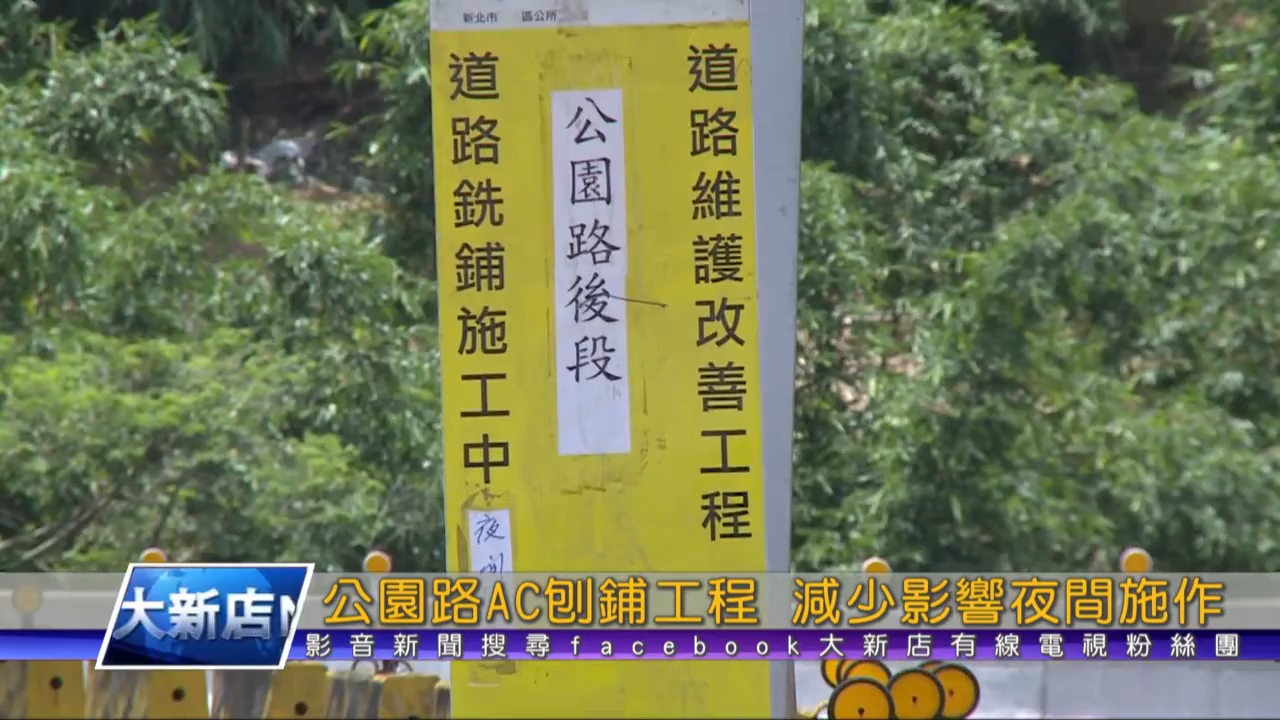 新北市 區公所
道路維護改善工程
公園路後段
道路銑鋪施工中
夜
大新店N
公園路AC刨鋪工程 減少影響夜間施作
影音新聞搜尋facebook大新店有線電視粉絲團